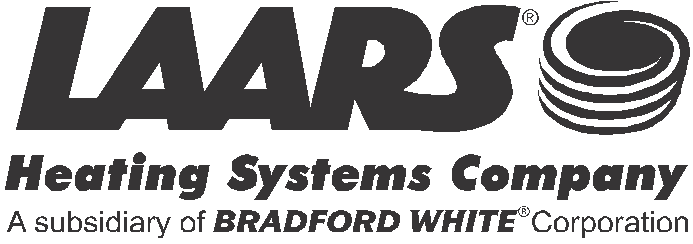 LAARS®
Heating Systems Company
A subsidiary of BRADFORD WHITE® Corporation